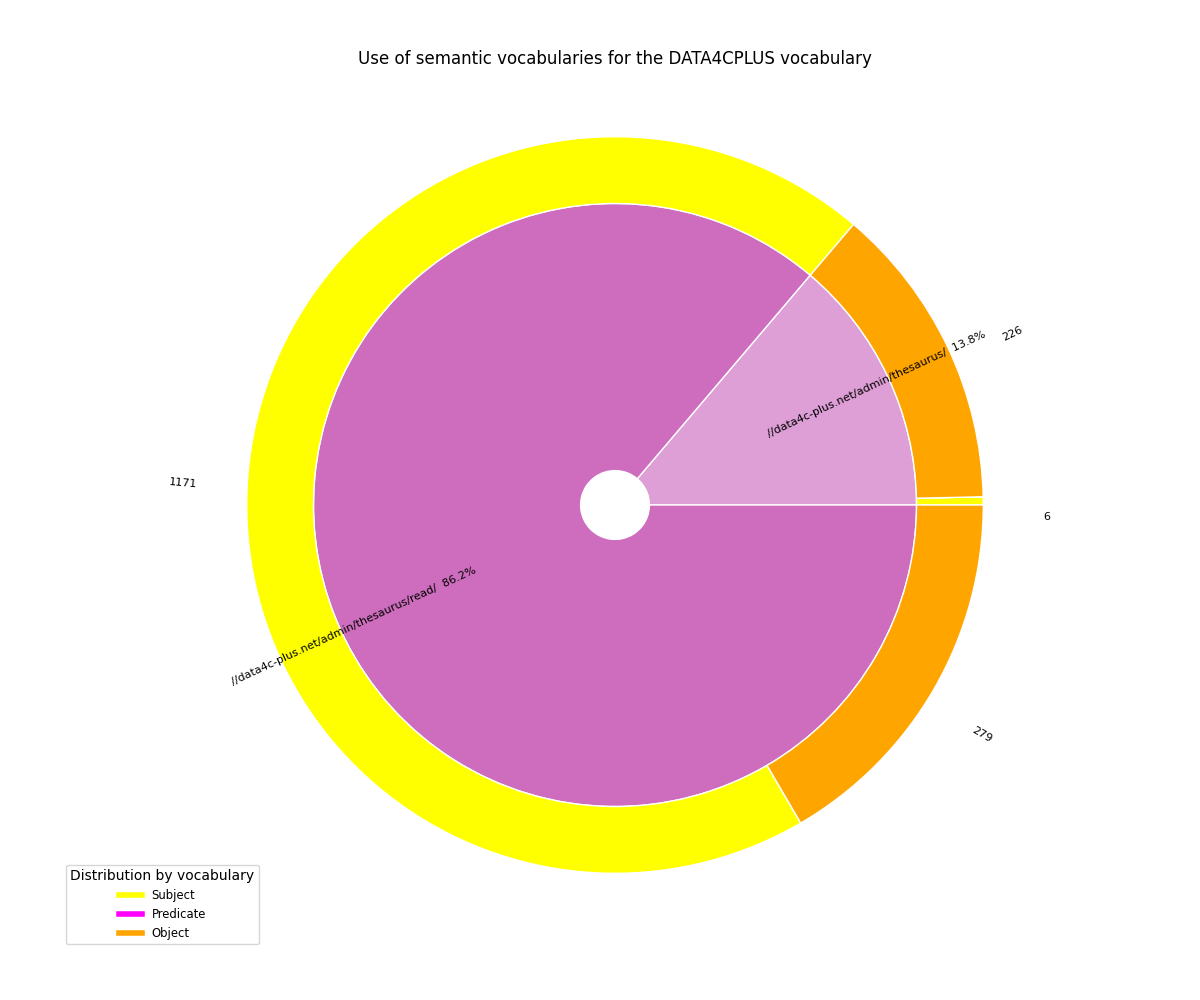 Use of semantic vocabularies for the DATA4CPLUS vocabulary
226
//data4c-plus.net/admin/thesaurus/ 13.8%
1171
6
//data4c-plus.net/admin/thesaurus/read/ 86.2%
279
Distribution by vocabulary
Subject
Predicate
Object